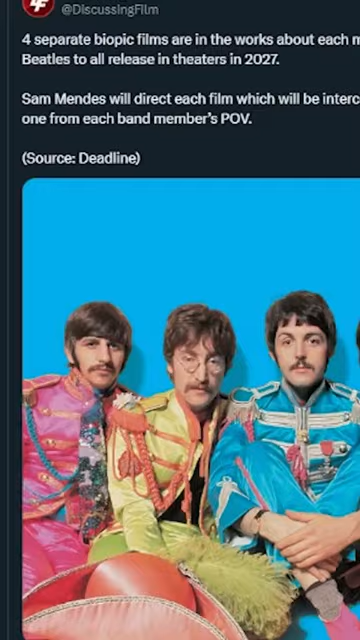 @DiscussingFilm
4 separate biopic films are in the works about each
Beatles to all release in theaters in 2027.
Sam Mendes will direct each film which will be
one from each band member's POV.
(Source: Deadline)